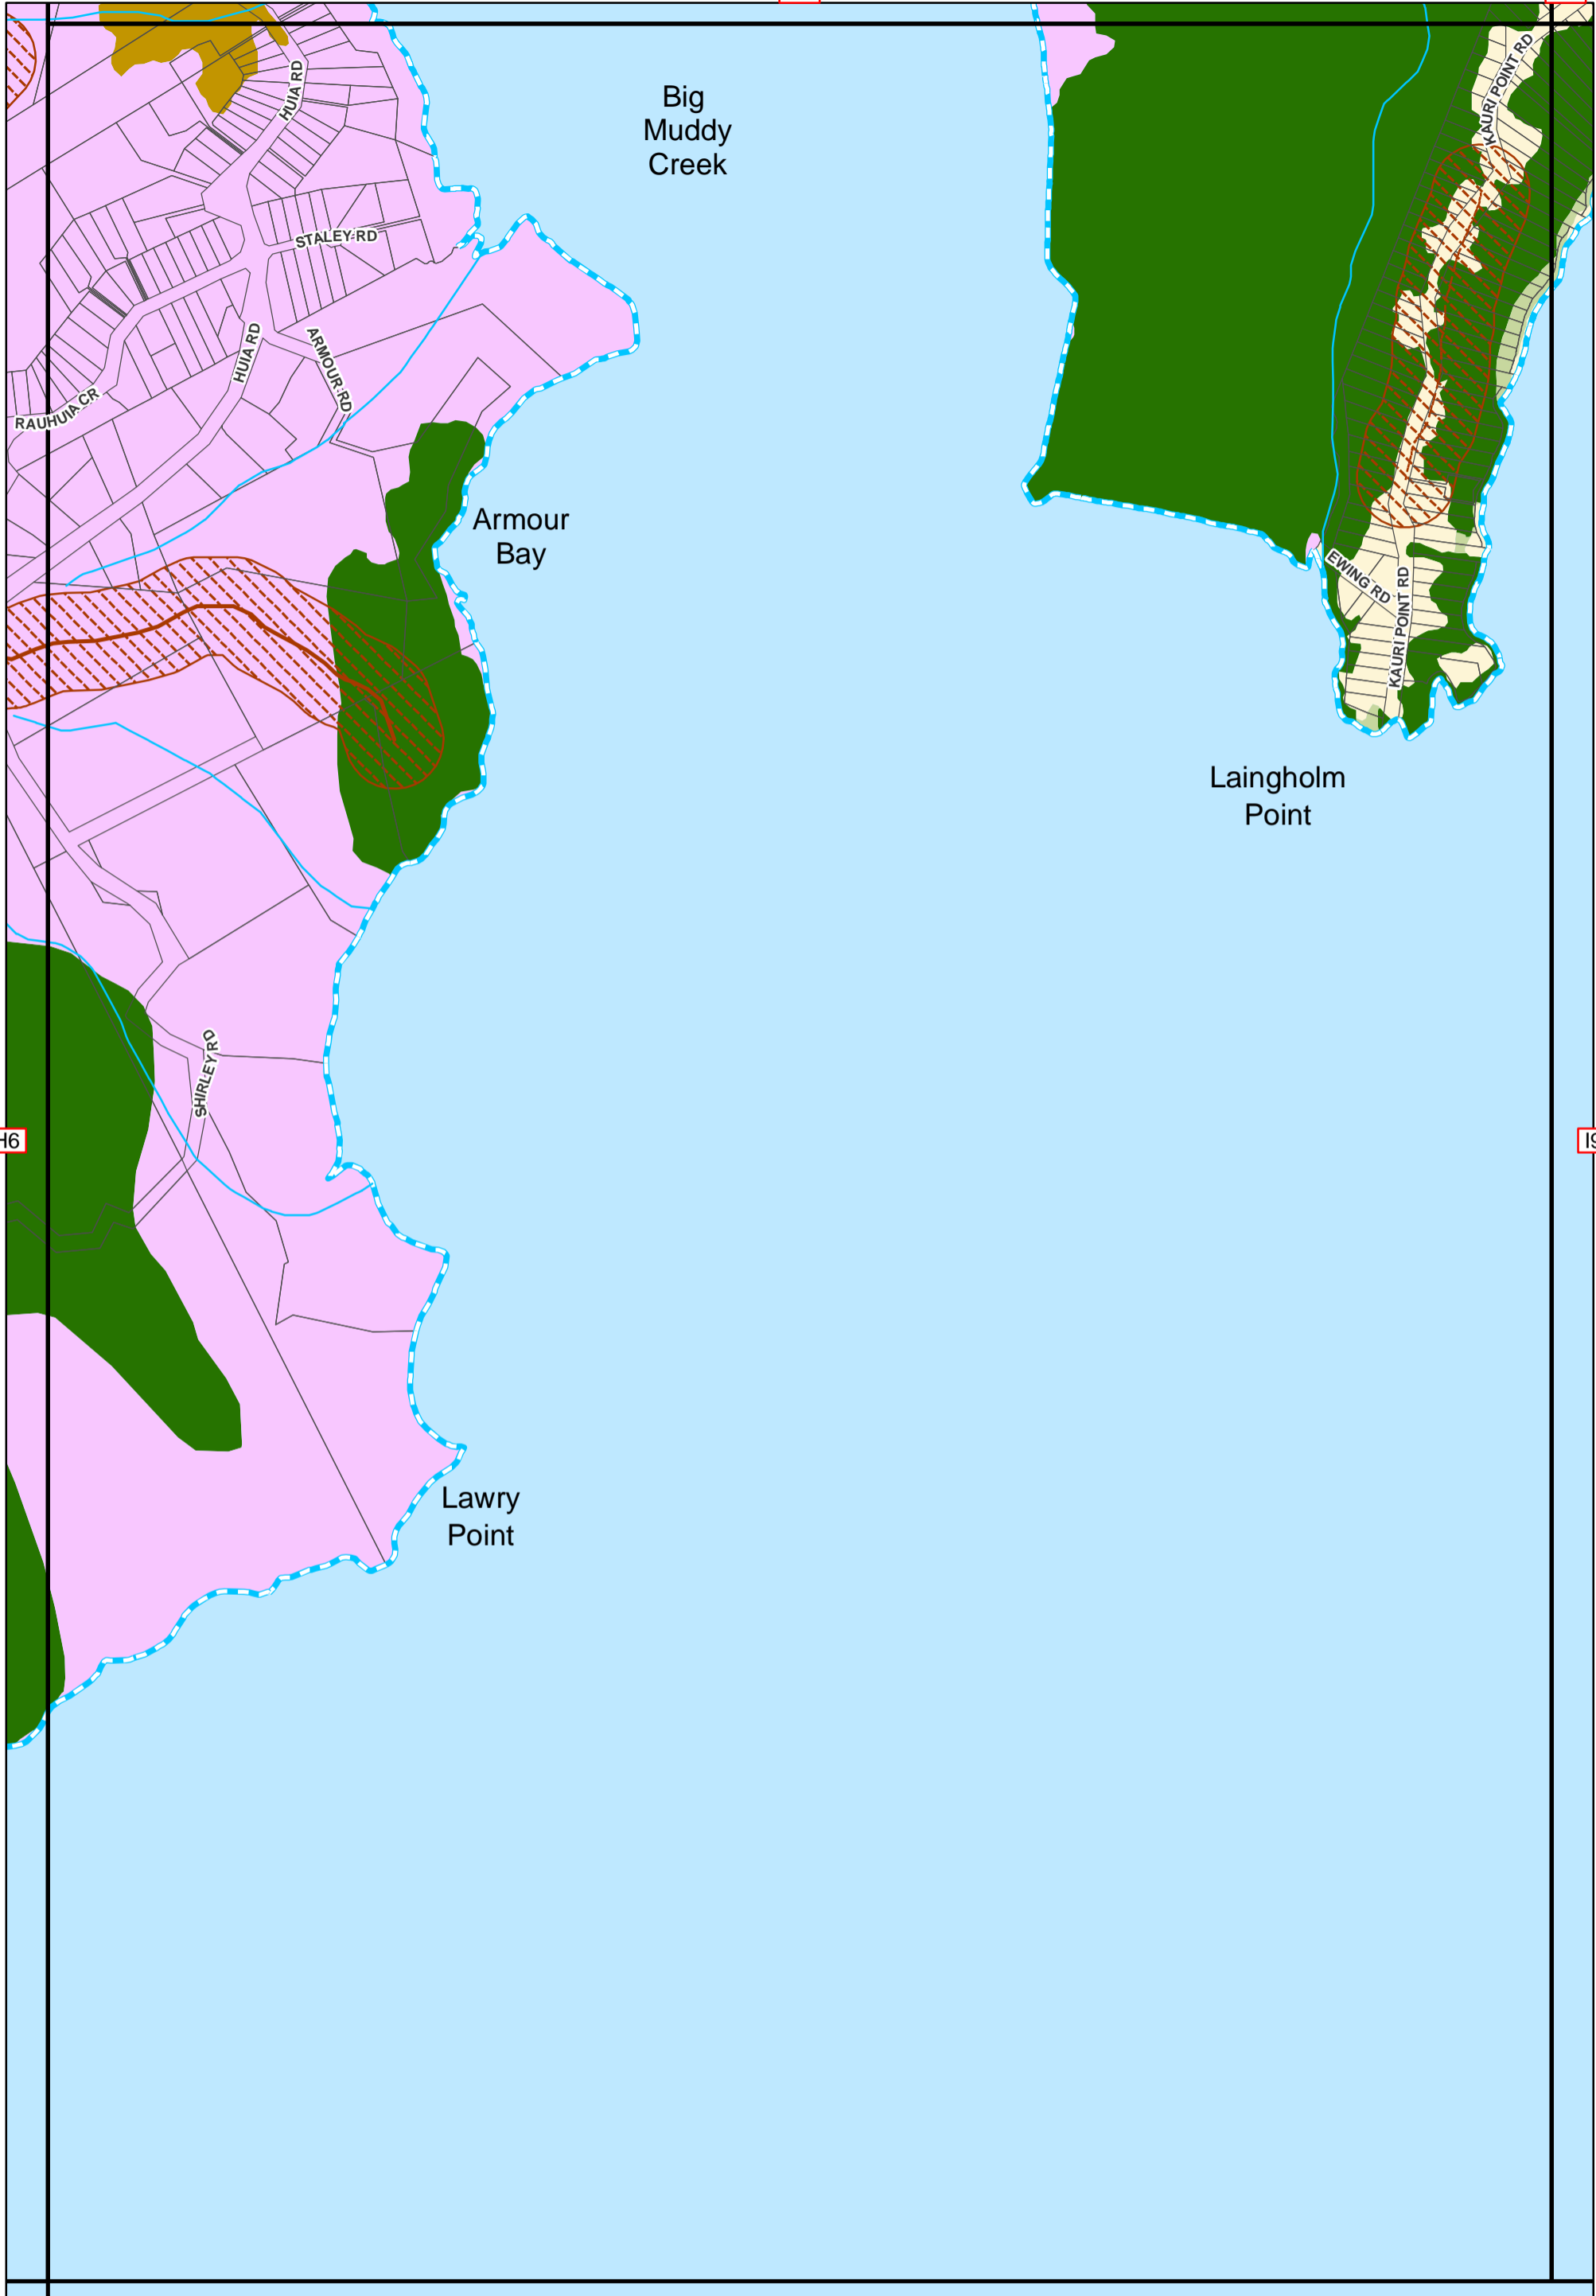 KAURI POINT RD
HUIA RD
Big
Muddy
Creek
STALEY RD
HUIA RD
ARMOUR RD
RAUHUIA CR
Armour
Bay
EWING RD
KAURI POINT RD
Laingholm
Point
SHIRLEY RD
H6
Lawry
Point